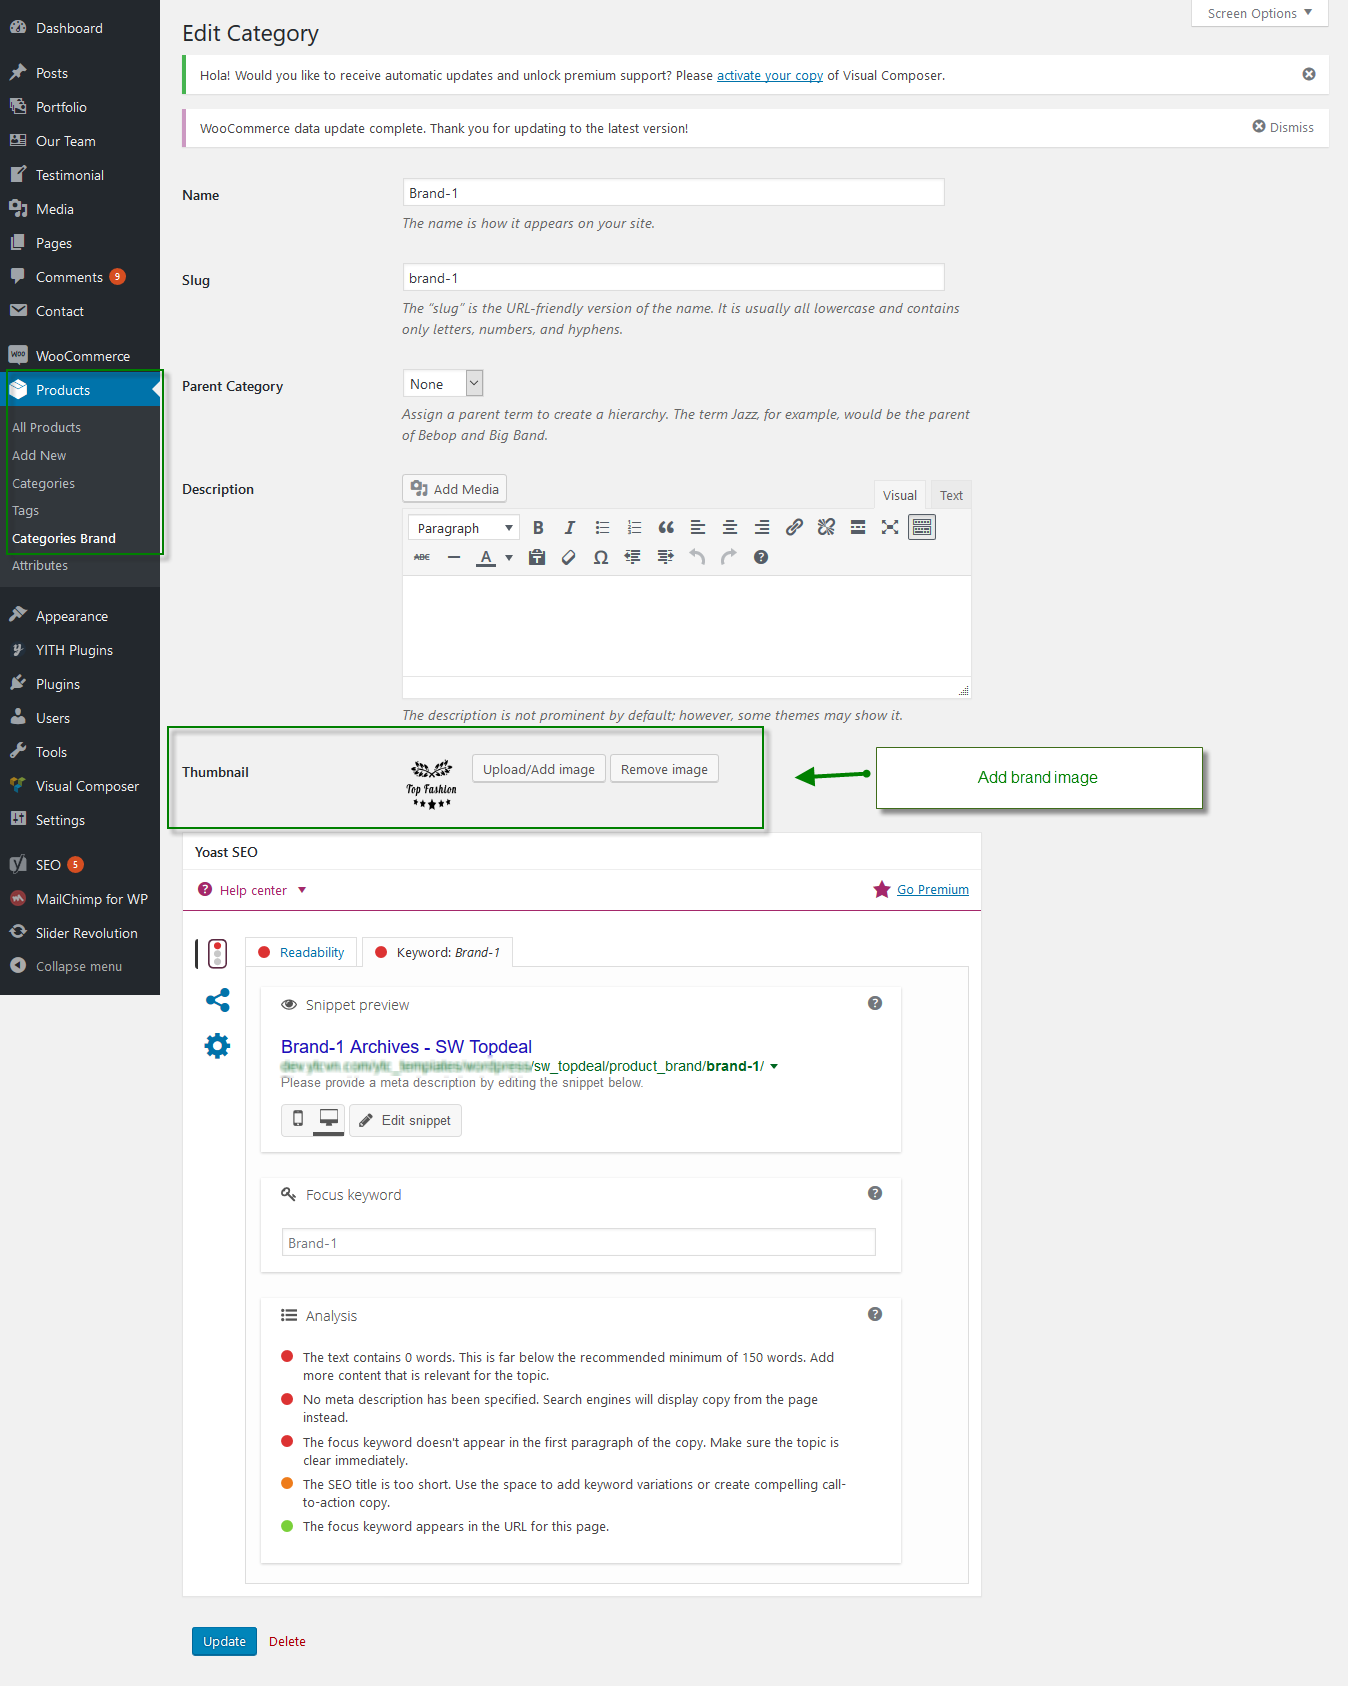 Dashboard
Posts
Portfolio
Our Team
Testimonial
Media
Pages
Comments 9
Contact
WooCommerce
Products
All Products
Add New
Categories
Tags
Categories Brand
Attributes
Appearance
YITH Plugins
Plugins
Users
Tools
Visual Composer
Settings
SEO 5
MailChimp for WP
Slider Revolution
Collapse menu
Screen Options
Edit Category
Hola! Would you like to receive automatic updates and unlock premium support? Please activate your copy of Visual Composer.
WooCommerce data update complete. Thank you for updating to the latest version!
Dismiss
Name
Brand-1
The name is how it appears on your site.
Slug
brand-1
The “slug” is the URL-friendly version of the name. It is usually all lowercase and contains
only letters, numbers, and hyphens.
Parent Category
None
Assign a parent term to create a hierarchy. The term Jazz, for example, would be the parent
of Bebop and Big Band.
Description
Add Media
Visual Text
Paragraph
ABC
The description is not prominent by default; however, some themes may show it.
Thumbnail
Top Fashion
Upload/Add image Remove image
Add brand image
Yoast SEO
Help center
Go Premium
Readability
Keyword: Brand-1
Snippet preview
Brand-1 Archives - SW Topdeal
/sw_topdeal/product_brand/brand-1/
Please provide a meta description by editing the snippet below.
Edit snippet
Focus keyword
Brand-1
Analysis
The text contains 0 words. This is far below the recommended minimum of 150 words. Add
more content that is relevant for the topic.
No meta description has been specified. Search engines will display copy from the page
instead.
The focus keyword doesn't appear in the first paragraph of the copy. Make sure the topic is
clear immediately.
The SEO title is too short. Use the space to add keyword variations or create compelling call-
to-action copy.
The focus keyword appears in the URL for this page.
Update Delete